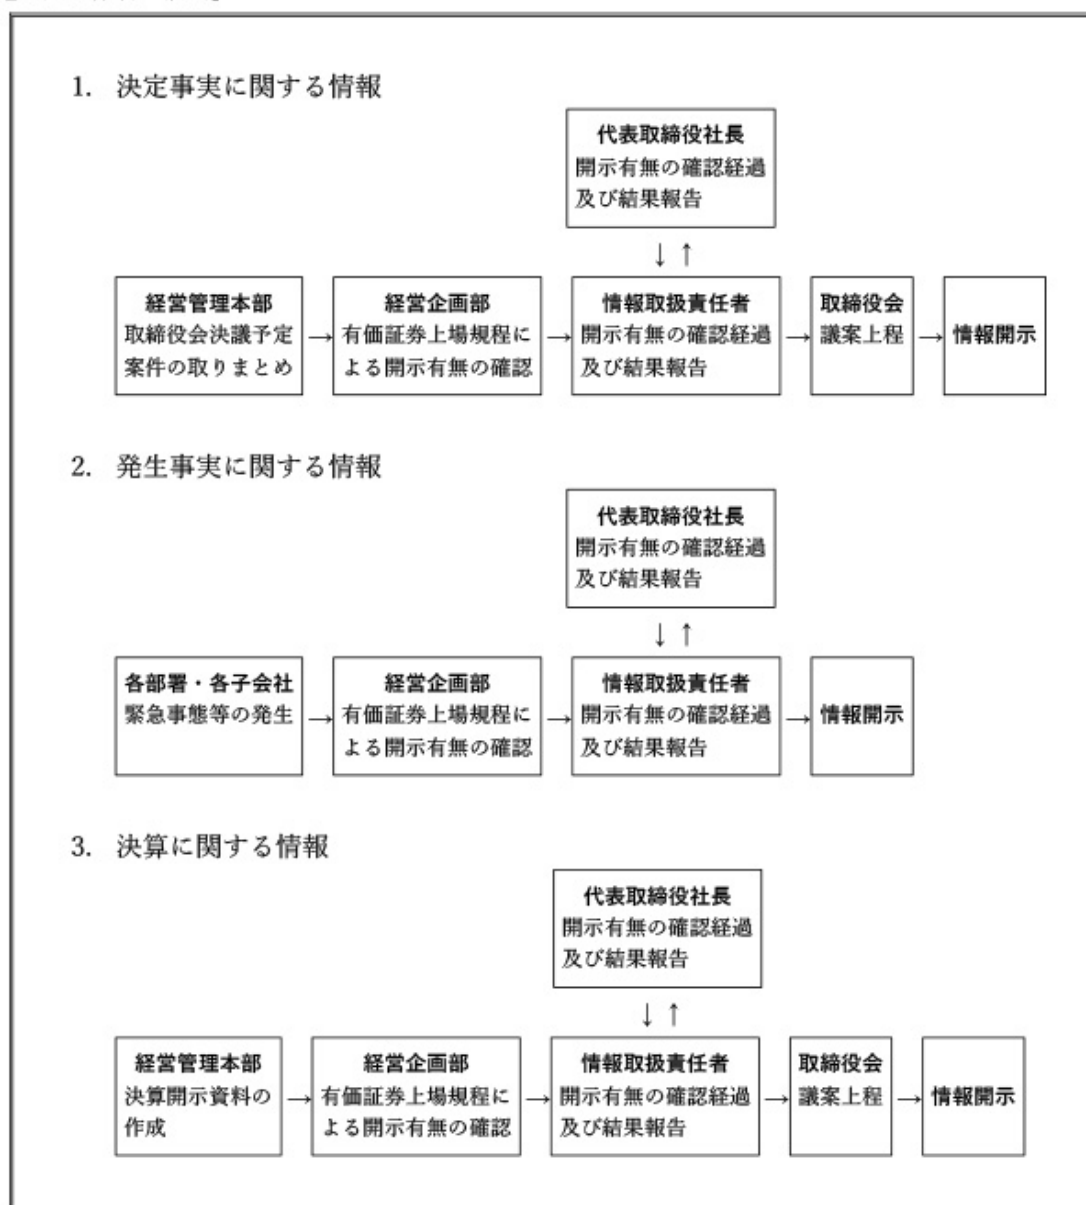 1. 決定事実に関する情報
代表取締役社長
開示有無の確認経過
及び結果報告
↓ ↑
経営管理本部
取締役会決議予定
案件の取りまとめ
→
経営企画部
有価証券上場規程に
よる開示有無の確認
→
情報取扱責任者
開示有無の確認経過
及び結果報告
→
取締役会
議案上程
→
情報開示
2. 発生事実に関する情報
代表取締役社長
開示有無の確認経過
及び結果報告
↓ ↑
各部署・各子会社
緊急事態等の発生
→
経営企画部
有価証券上場規程に
よる開示有無の確認
→
情報取扱責任者
開示有無の確認経過
及び結果報告
→
情報開示
3. 決算に関する情報
代表取締役社長
開示有無の確認経過
及び結果報告
↓ ↑
経営管理本部
決算開示資料の
作成
→
経営企画部
有価証券上場規程に
よる開示有無の確認
→
情報取扱責任者
開示有無の確認経過
及び結果報告
→
取締役会
議案上程
→
情報開示